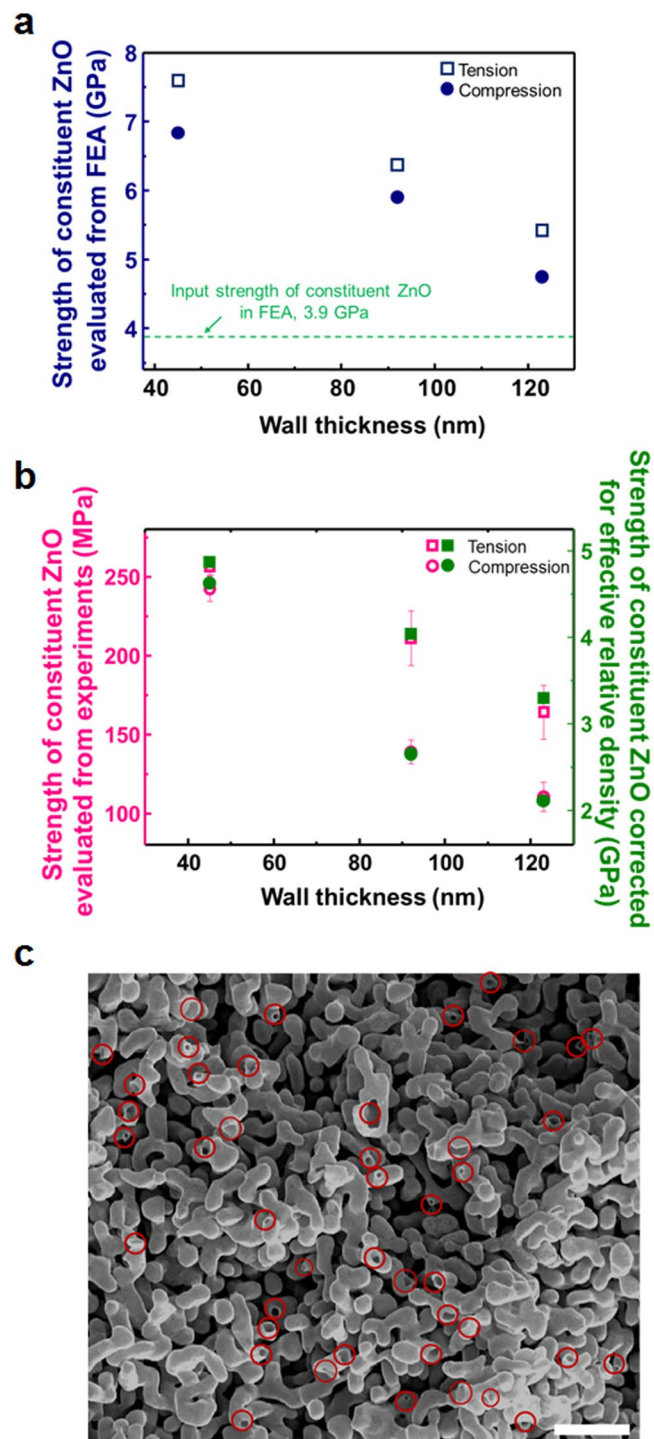 a
Strength of constituent ZnO
evaluated from FEA (GPa)
8
7
6
5
4
Tension
Compression
Input strength of constituent ZnO
in FEA, 3.9 GPa
40
60
80
100
120
Wall thickness (nm)
b
Strength of constituent ZnO
evaluated from experiments (MPa)
250
200
150
100
Tension
Compression
5
4
3
2
Strength of constituent ZnO corrected
for effective relative density (GPa)
40
60
80
100
120
Wall thickness (nm)
c